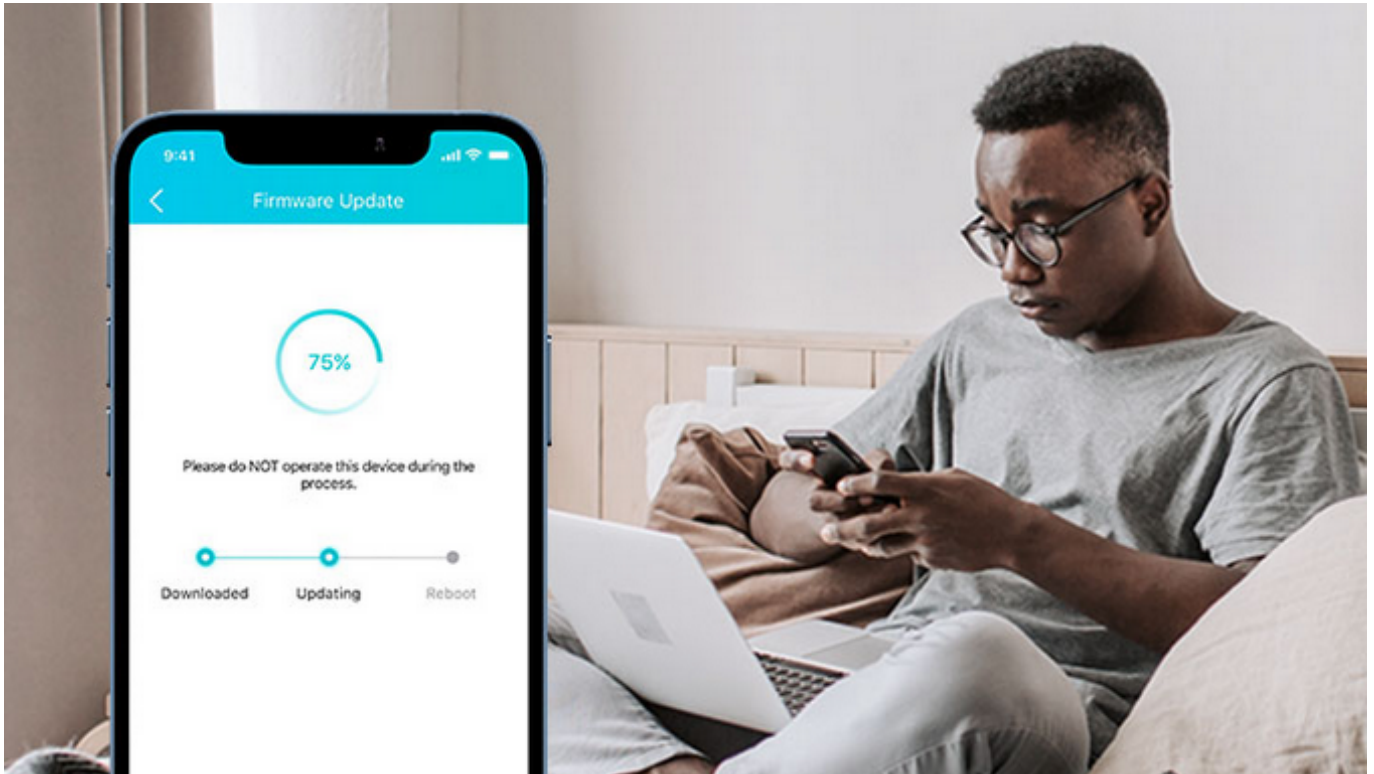 9:41
Firmware Update
75%
Please do NOT operate this device during the
process.
Downloaded Updating Reboot